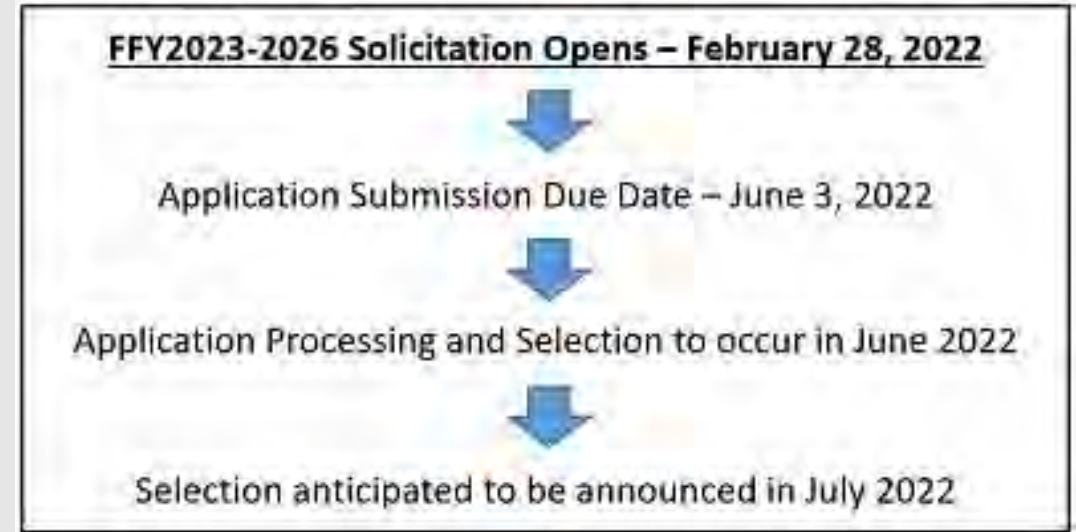 FFY2023-2026 Solicitation Opens – February 28, 2022
Application Submission Due Date – June 3, 2022
Application Processing and Selection to occur in June 2022
Selection anticipated to be announced in July 2022